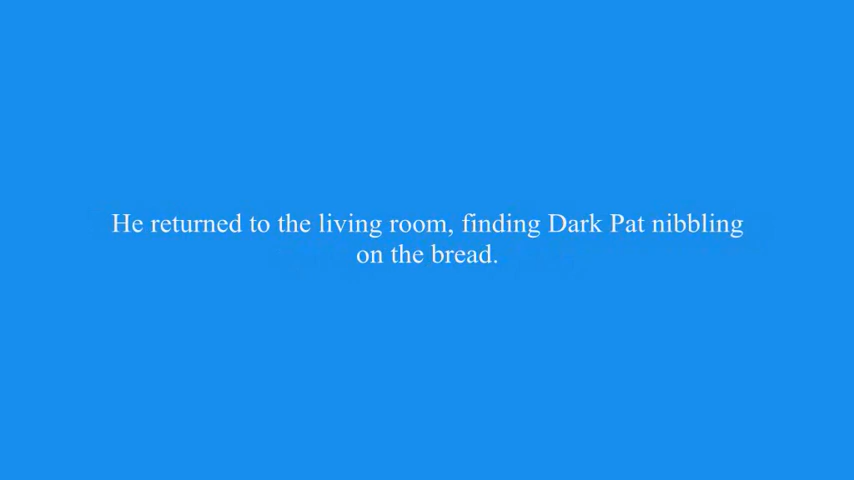 He returned to the living room, finding Dark Pat nibbling
on the bread.